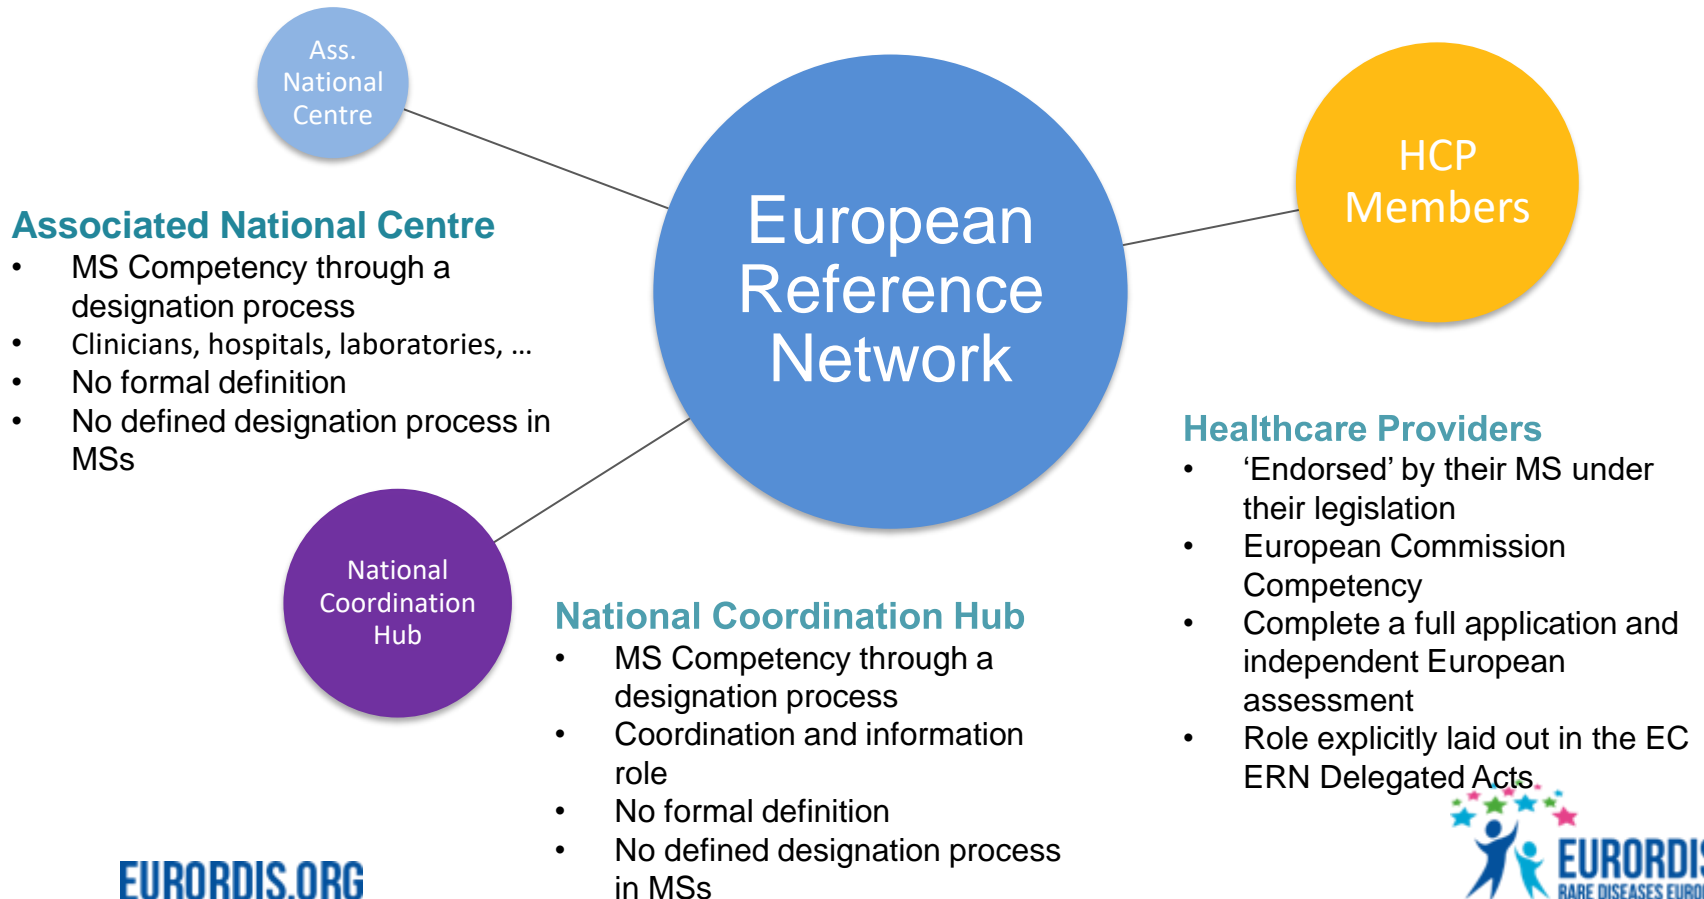 Ass.
National
Centre
European
Reference
Network
HCP
Members
Associated National Centre
• MS Competency through a
designation process
• Clinicians, hospitals, laboratories, ...
• No formal definition
• No defined designation process in
MSs
National
Coordination
Hub
National Coordination Hub
• MS Competency through a
designation process
• Coordination and information
role
• No formal definition
• No defined designation process
in MSs
Healthcare Providers
• ‘Endorsed’ by their MS under
their legislation
• European Commission
Competency
• Complete a full application and
independent European
assessment
• Role explicitly laid out in the EC
ERN Delegated Acts.
EURORDIS.ORG
EURORDIS
RARE DISEASES EUROP